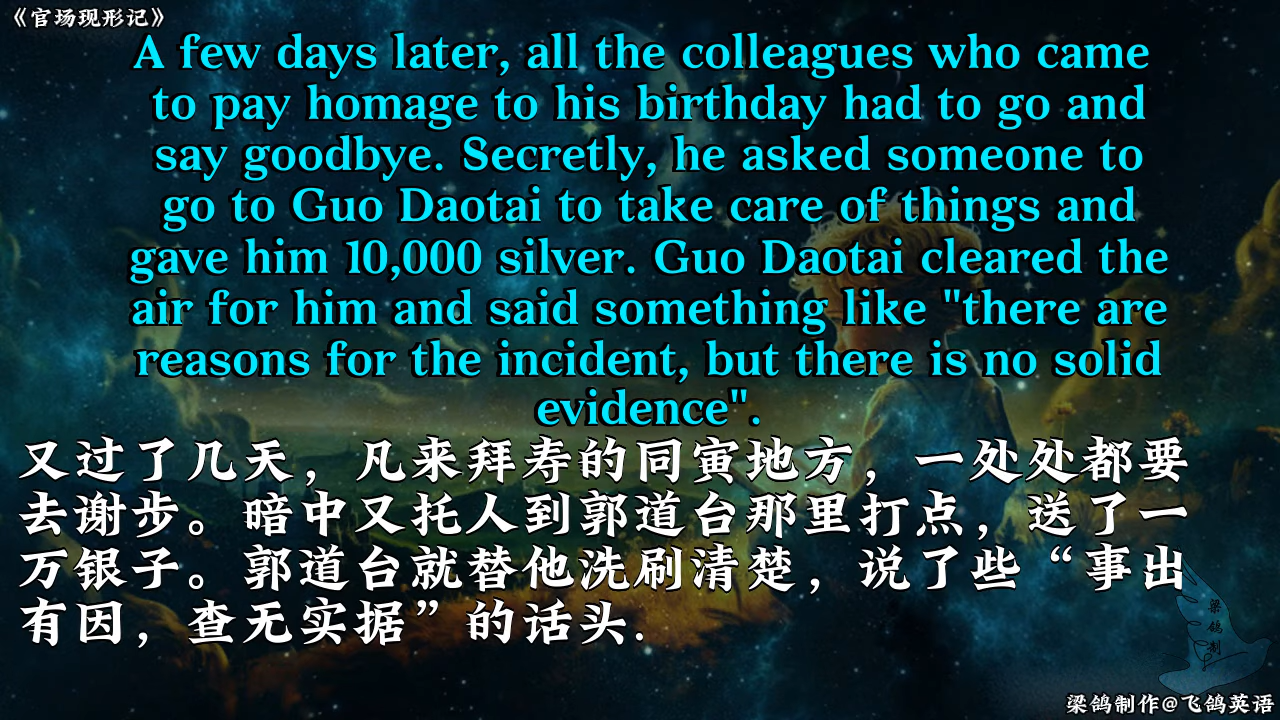 《官场现形记》
A few days later, all the colleagues who came
to pay homage to his birthday had to go and
say goodbye. Secretly, he asked someone to
go to Guo Daotai to take care of things and
gave him 10,000 silver. Guo Daotai cleared the
air for him and said something like "there are
reasons for the incident, but there is no solid
evidence".
又过了几天，凡来拜寿的同寅地方，一处处都要
去谢步。暗中又托人到郭道台那里打点，送了一
万银子。郭道台就替他洗刷清楚，说了些“事出
有因，查无实据”的话头.
梁鸽制
梁鸽制作@飞鸽英语